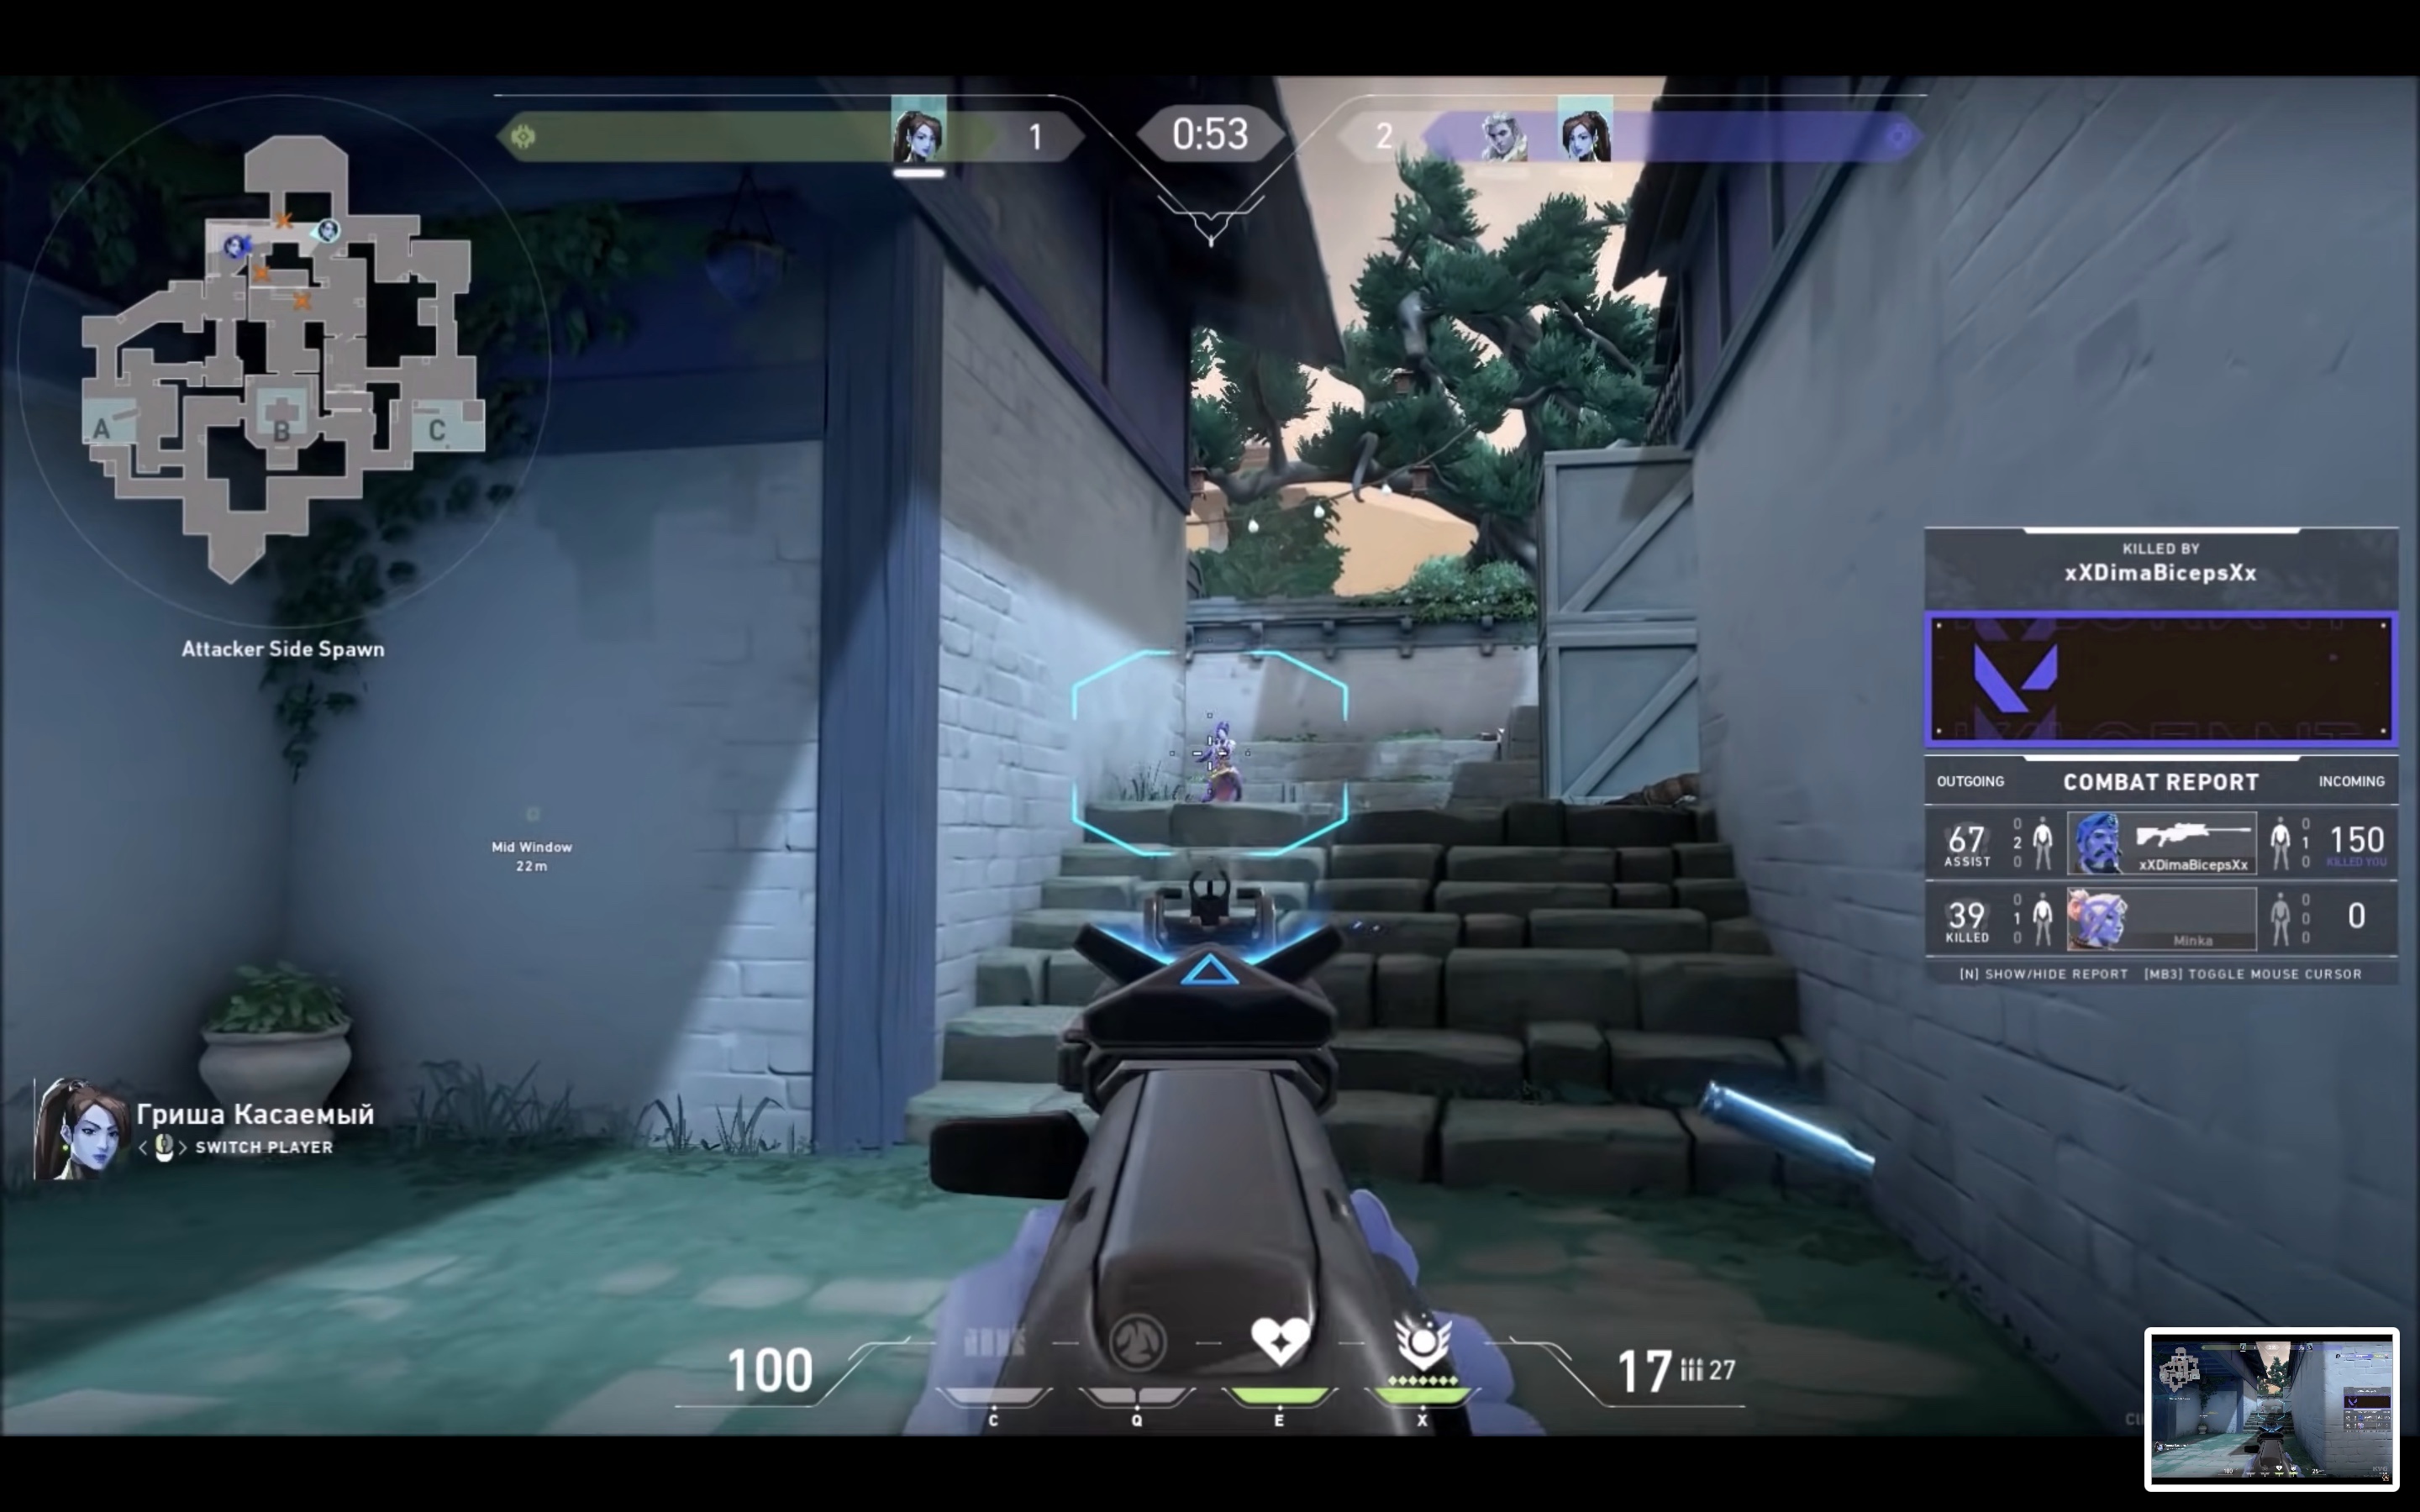 1
0:53
2
A
B
C
Attacker Side Spawn
Mid Window
22m
KILLED BY
xXDimaBicepsXx
OUTGOING
COMBAT REPORT
INCOMING
67
ASSIST
0
2
0
xXDimaBicepsXx
0
1
0
150
KILLED YOU
39
KILLED
0
1
0
Minka
0
0
0
0
[N] SHOW/HIDE REPORT [MB3] TOGGLE MOUSE CURSOR
Гриша Касаемый
< > SWITCH PLAYER
100
17
27
C
Q
E
X